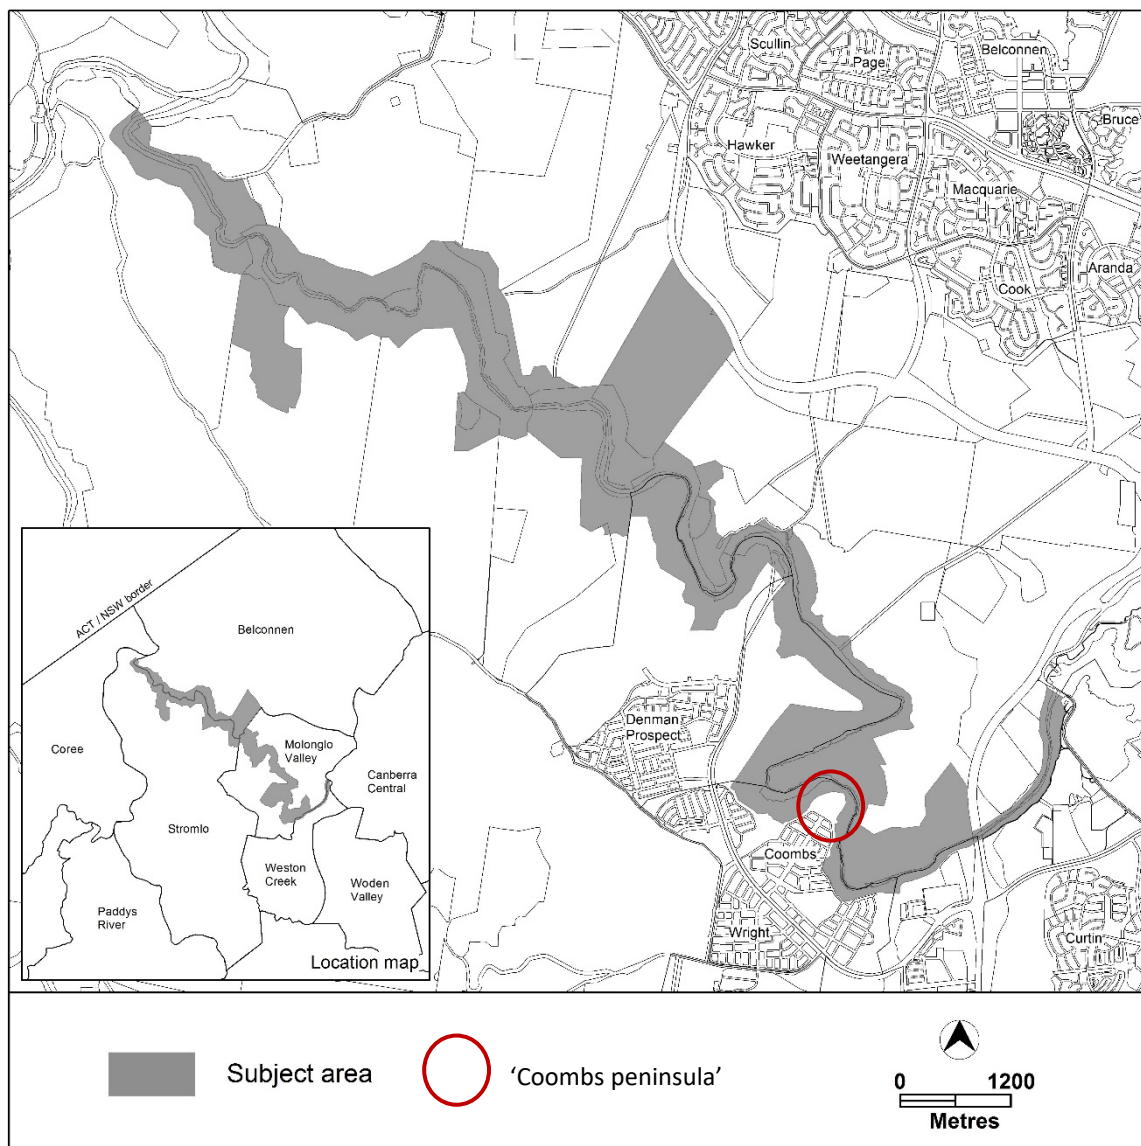 Scullin
Page
Belconnen
Bruce
Hawker
Weetangera
Macquarie
Aranda
Cook
ACT / NSW border
Belconnen
Coree
Molonglo
Valley
Canberra
Central
Stromlo
Weston
Creek
Woden
Valley
Paddys
River
Location map
Denman
Prospect
Coombs
Wright
Curtin
Subject area
‘Coombs peninsula’
0 1200
Metres